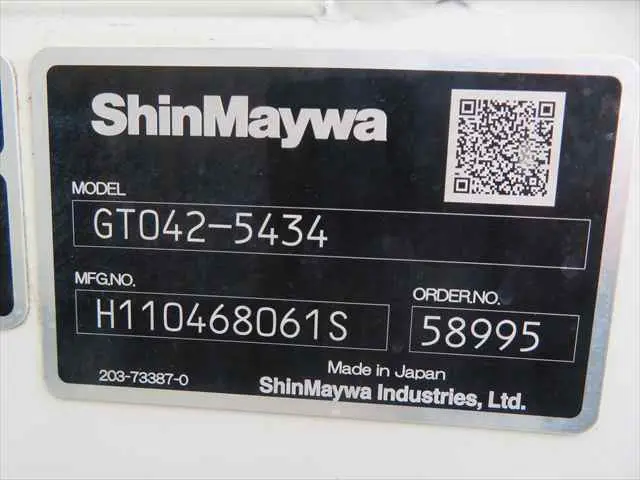 ShinMaywa
MODEL
GT042-5434
MFG.NO.
H110468061S
ORDER.NO.
58995
203-73387-0
Made in Japan
ShinMaywa Industries, Ltd.